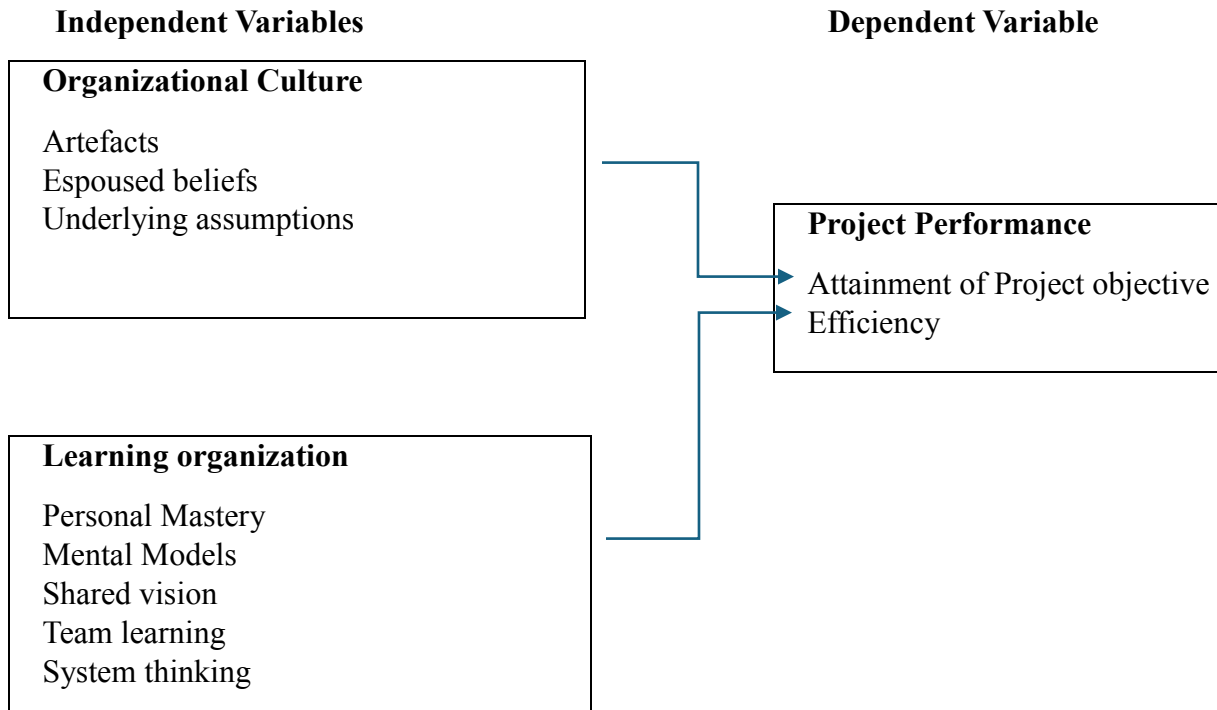 Independent Variables
Dependent Variable
Organizational Culture
Artefacts
Espoused beliefs
Underlying assumptions
Project Performance
Attainment of Project objective
Efficiency
Learning organization
Personal Mastery
Mental Models
Shared vision
Team learning
System thinking